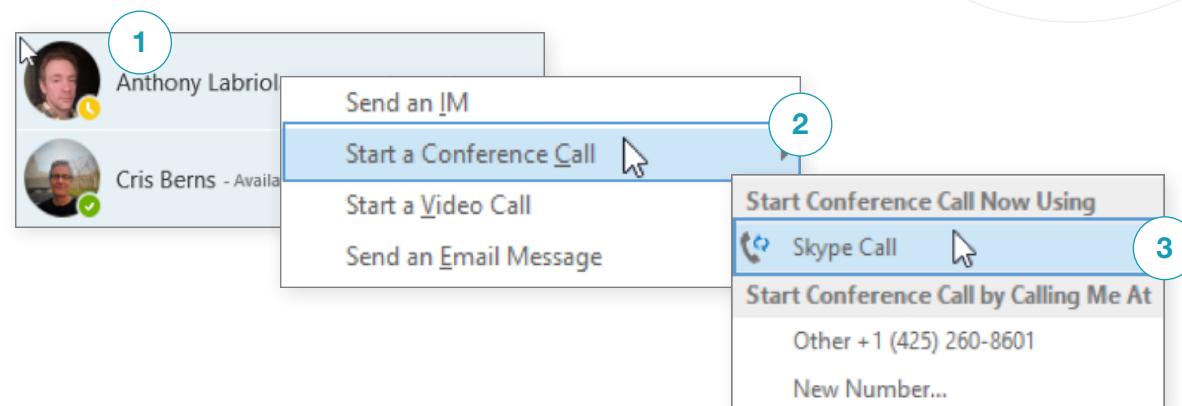 1
Anthony Labriol
Cris Berns - Availa
Send an IM
Start a Conference Call
2
Start a Video Call
Send an Email Message
Start Conference Call Now Using
Skype Call
3
Start Conference Call by Calling Me At
Other +1 (425) 260-8601
New Number...